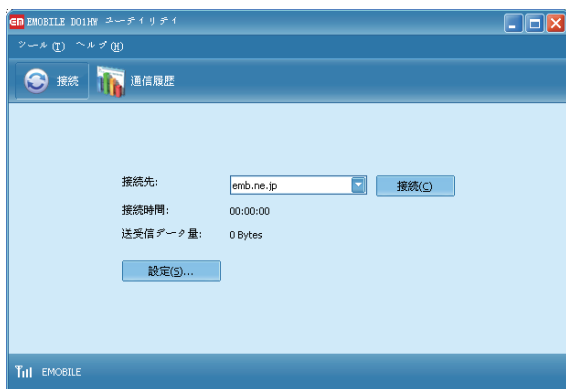 EM EMOBILE D01HW ユーティリティ
ツール(T) ヘルプ(H)
接続 通信履歴
接続先: emb.ne.jp 接続(C)
接続時間: 00:00:00
送受信データ量: 0 Bytes
設定(S)...
EMOBILE